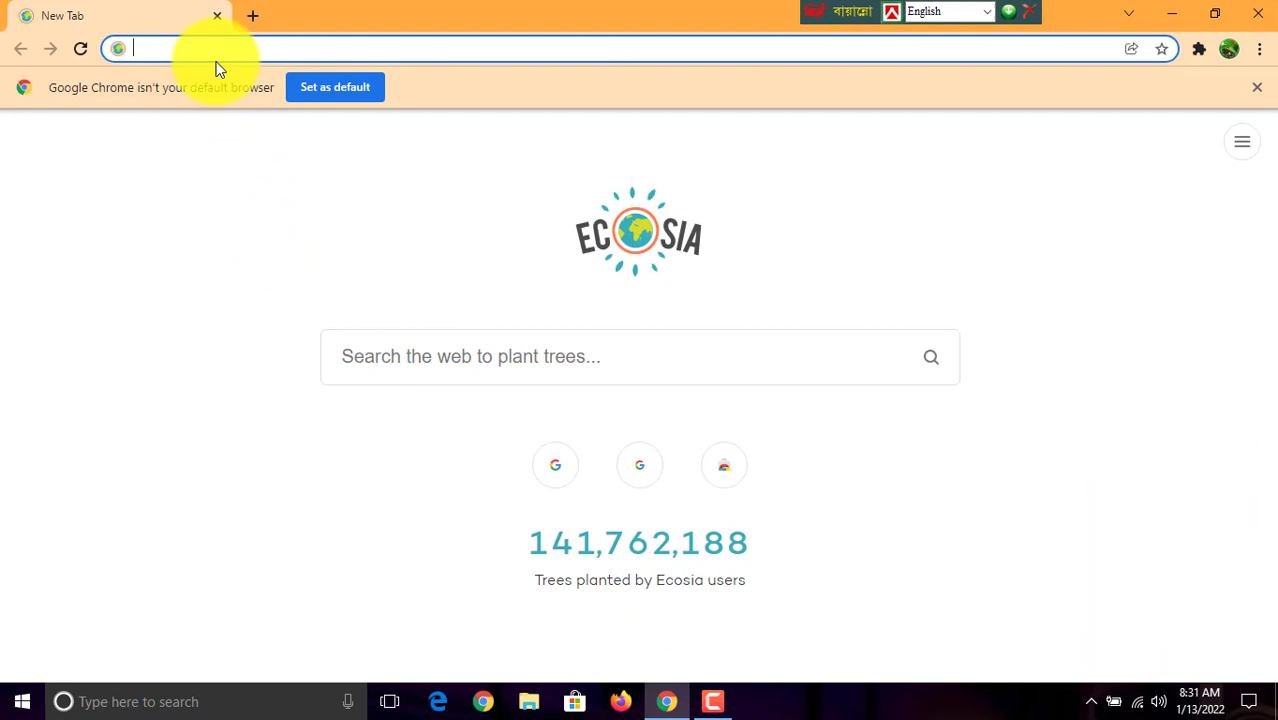 New Tab
বায়ান্নো
English
Google Chrome isn't your default browser
Set as default
ECOSIA
Search the web to plant trees...
141,762,188
Trees planted by Ecosia users
Type here to search
8:31 AM
1/13/2022